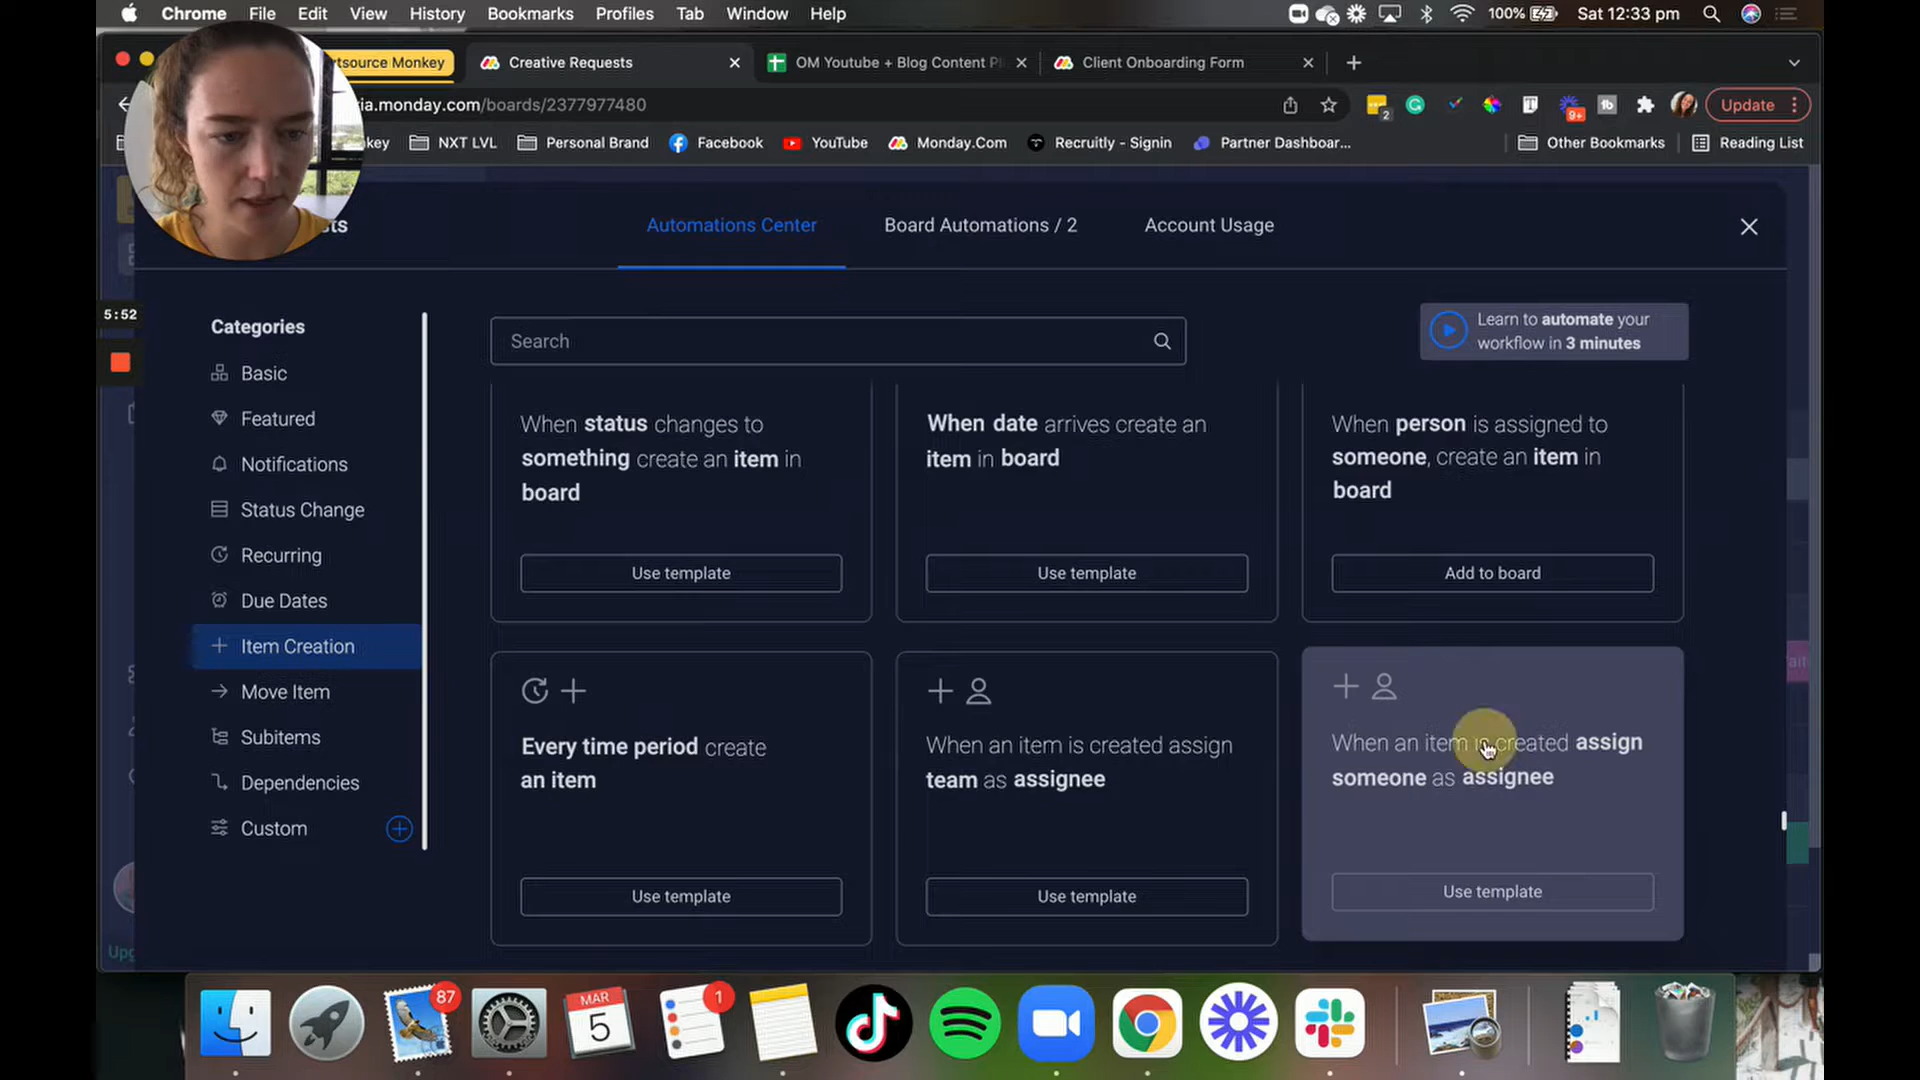 Chrome File Edit View History Bookmarks Profiles Tab Window Help 100% Sat 12:33 pm
tsource Monkey Creative Requests OM Youtube + Blog Content Pl Client Onboarding Form
ia.monday.com/boards/2377977480 2 9+ Update
key NXT LVL Personal Brand Facebook YouTube Monday.Com Recruitly - Signin Partner Dashboar... Other Bookmarks Reading List
sts Automations Center Board Automations / 2 Account Usage
5:52
Categories
Basic
Featured
Notifications
Status Change
Recurring
Due Dates
Item Creation
Move Item
Subitems
Dependencies
Custom
Search
Learn to automate your
workflow in 3 minutes
When status changes to
something create an item in
board
Use template
When date arrives create an
item in board
Use template
When person is assigned to
someone, create an item in
board
Add to board
Every time period create
an item
Use template
When an item is created assign
team as assignee
Use template
When an item is created assign
someone as assignee
Use template
Upg
87
MAR
5
1